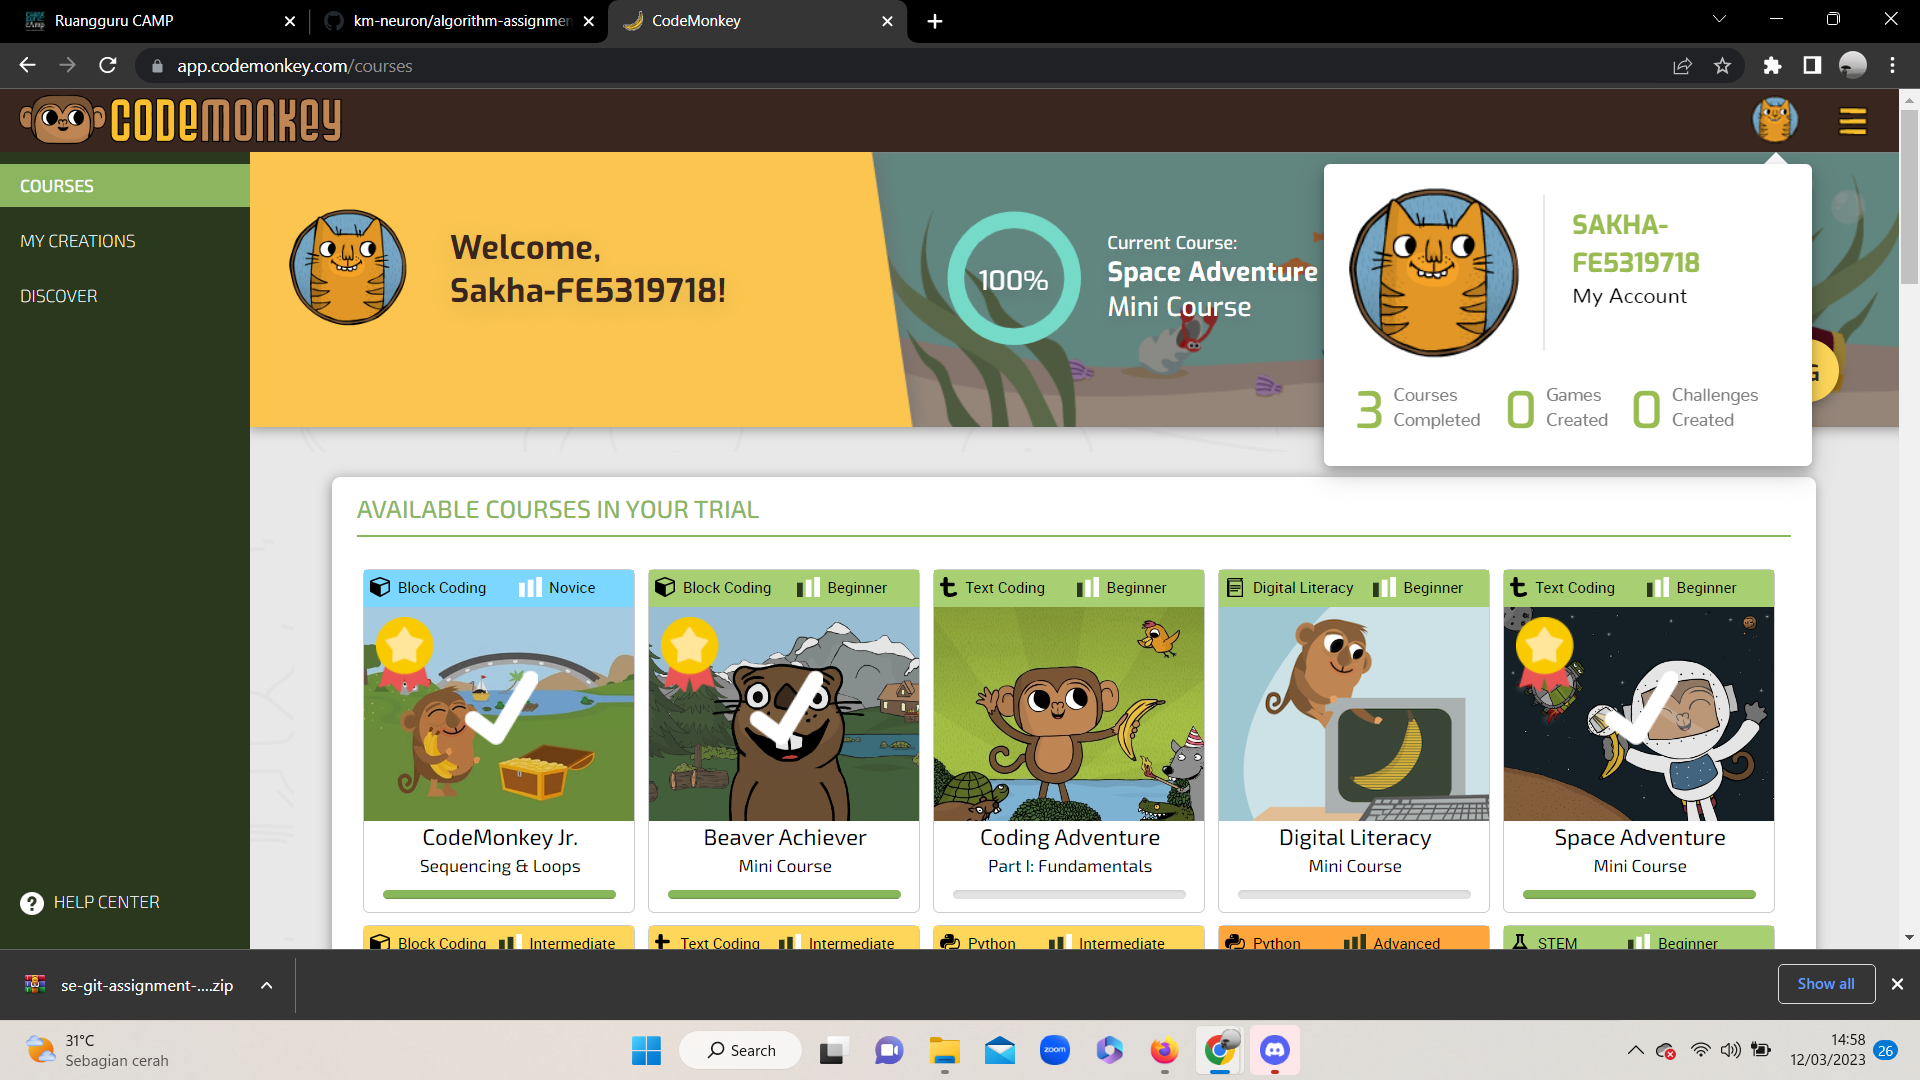 Ruangguru CAMP
km-neuron/algorithm-assignmen
CodeMonkey
app.codemonkey.com/courses
CODEMONKEY
COURSES
MY CREATIONS
DISCOVER
HELP CENTER
Welcome,
Sakha-FE5319718!
100%
Current Course:
Space Adventure
Mini Course
SAKHA-
FE5319718
My Account
3 Courses Completed
0 Games Created
0 Challenges Created
G
AVAILABLE COURSES IN YOUR TRIAL
Block Coding Novice
CodeMonkey Jr.
Sequencing & Loops
Block Coding Beginner
Beaver Achiever
Mini Course
Text Coding Beginner
Coding Adventure
Part I: Fundamentals
Digital Literacy Beginner
Digital Literacy
Mini Course
Text Coding Beginner
Space Adventure
Mini Course
Block Coding Intermediate
Text Coding Intermediate
Python Intermediate
Python Advanced
STEM Beginner
se-git-assignment-....zip
Show all
31°C
Sebagian cerah
Search
zoom
14:58
12/03/2023
26